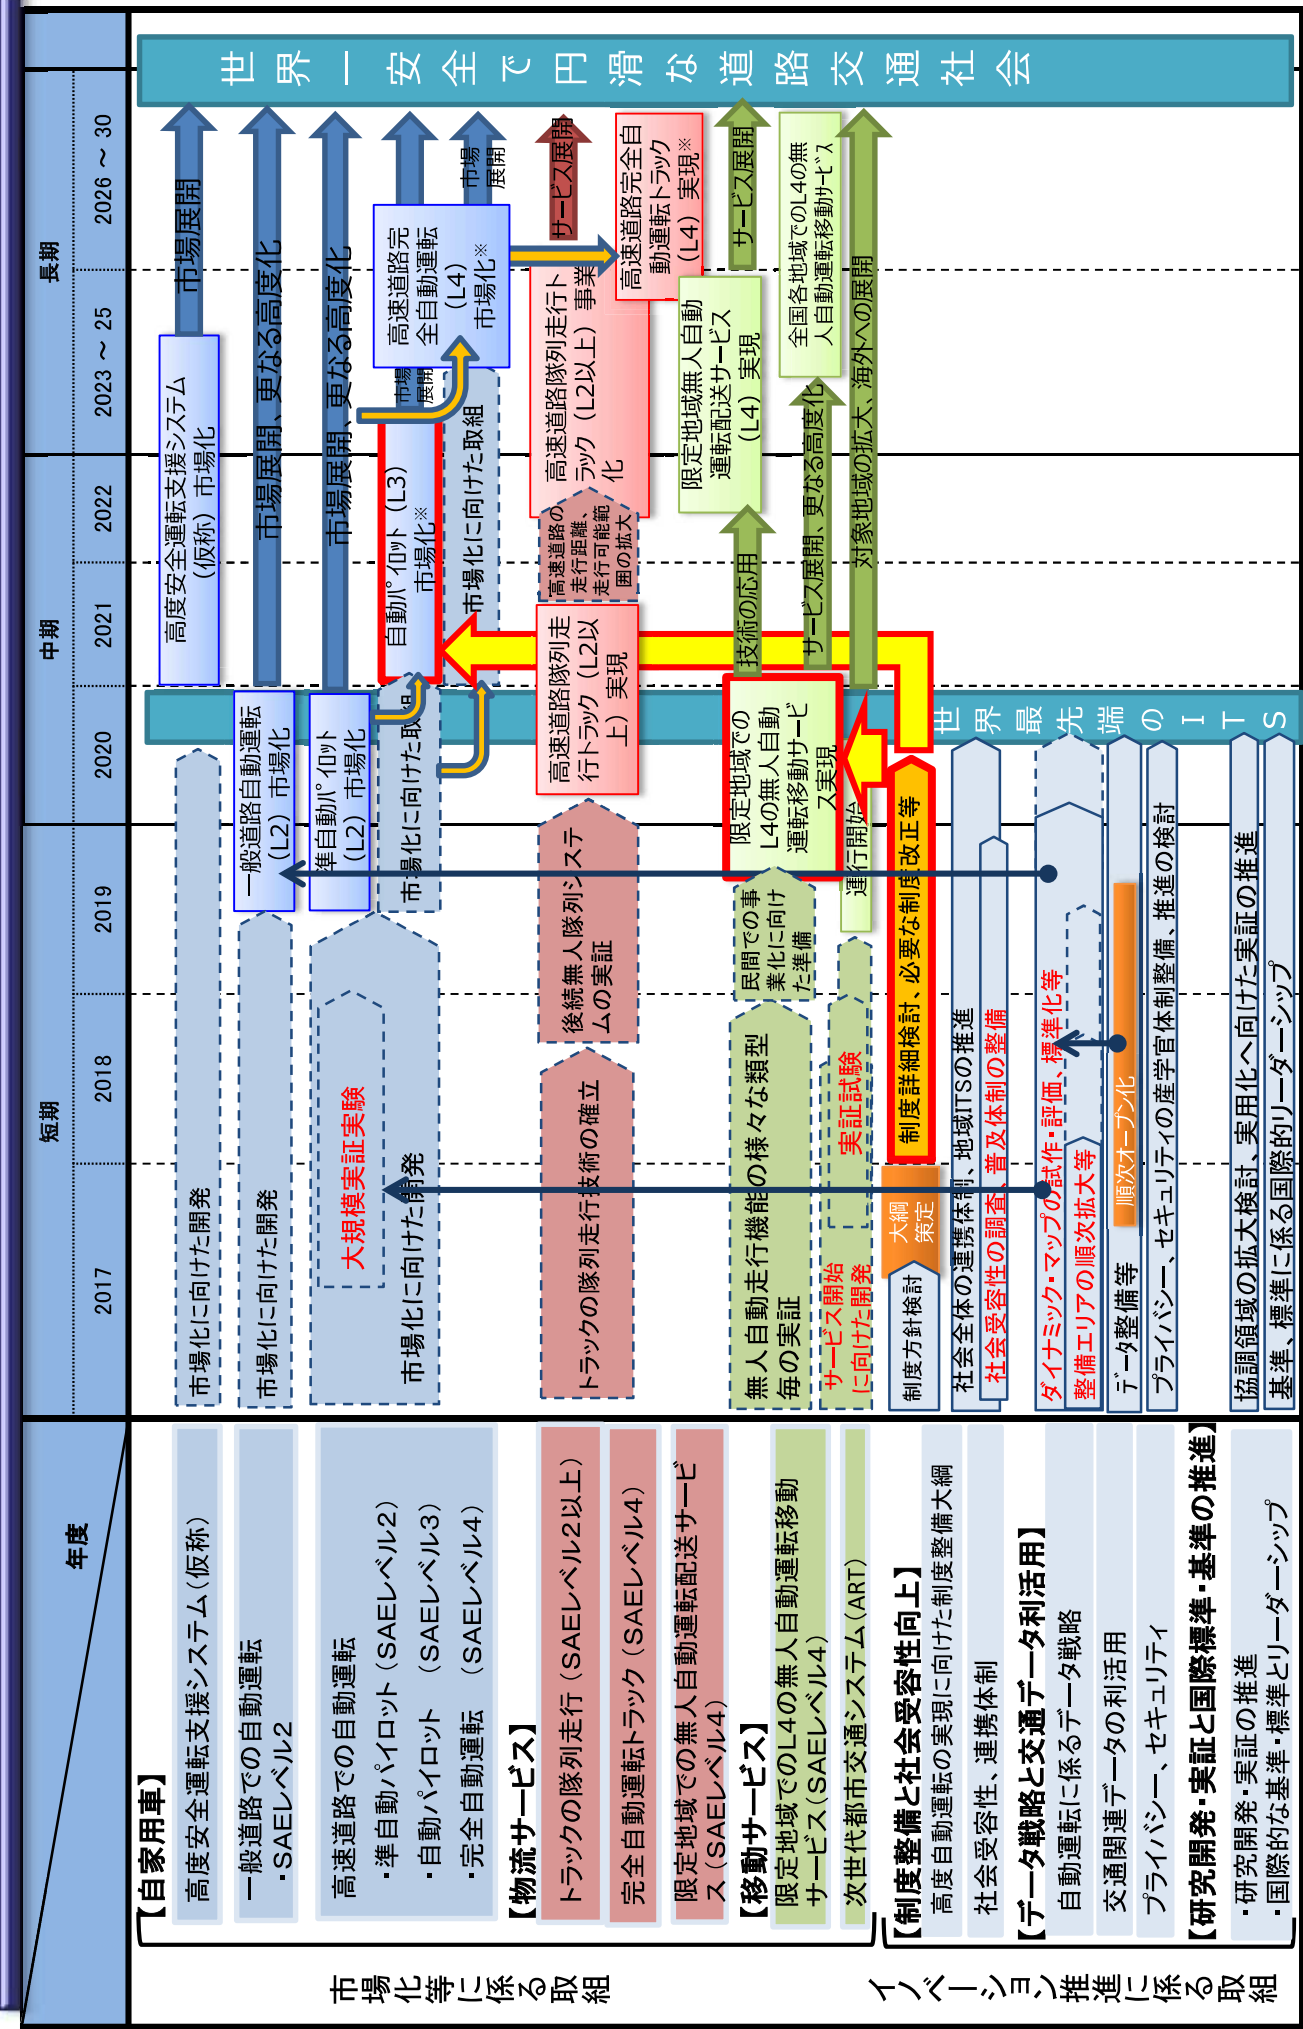 年度
短期
中期
長期
2017
2018
2019
2020
2021
2022
2023 ～ 25
2026 ～ 30
市場化等に係る取組
【自家用車】
高度安全運転支援システム（仮称）
市場化に向けた開発
高度安全運転支援システム
（仮称）市場化
市場展開
一般道路での自動運転
・SAEレベル２
市場化に向けた開発
一般道路自動運転
（L2）市場化
市場展開、更なる高度化
高速道路での自動運転
・準自動パイロット（SAEレベル２）
・自動パイロット （SAEレベル３）
・完全自動運転 （SAEレベル４）
大規模実証実験
市場化に向けた開発
準自動ﾊﾟｲﾛｯﾄ
（L2）市場化
市場展開、更なる高度化
市場化に向けた取組
自動ﾊﾟｲﾛｯﾄ（L3）
市場化※
市場
展開
市場化に向けた取組
高速道路完
全自動運転
（L4）
市場化※
市場
展開
【物流サービス】
トラックの隊列走行（SAEレベル２以上）
完全自動運転トラック（SAEレベル４）
限定地域での無人自動運転配送サービ
ス（SAEレベル４）
トラックの隊列走行技術の確立
後続無人隊列システ
ムの実証
高速道路隊列走
行トラック（L2以
上）実現
高速道路の
走行距離、
走行可能範
囲の拡大
高速道路隊列走行ト
ラック（L2以上）事業
化
サービス展開
高速道路完全自
動運転トラック
（L4）実現※
限定地域無人自動
運転配送サービス
（L4）実現
サービス展開
【移動サービス】
限定地域でのL４の無人自動運転移動
サービス（SAEレベル４）
次世代都市交通システム（ART）
無人自動走行機能の様々な類型
毎の実証
民間での事
業化に向け
た準備
限定地域での
L4の無人自動
運転移動サービ
ス実現
技術の応用
サービス展開、更なる高度化
全国各地域でのL4の無
人自動運転移動ｻｰﾋﾞｽ
サービス開始
に向けた開発
実証試験
運行開始
対象地域の拡大、海外への展開
イノベーション推進に係る取組
【制度整備と社会受容性向上】
高度自動運転の実現に向けた制度整備大綱
制度方針検討
大綱
策定
制度詳細検討、必要な制度改正等
社会受容性、連携体制
社会全体の連携体制、地域ITSの推進
社会受容性の調査、普及体制の整備
【データ戦略と交通データ利活用】
自動運転に係るデータ戦略
ダイナミック・マップの試作・評価、標準化等
整備エリアの順次拡大等
交通関連データの利活用
データ整備等
順次オープン化
プライバシー、セキュリティ
プライバシー、セキュリティの産学官体制整備、推進の検討
【研究開発・実証と国際標準・基準の推進】
・研究開発・実証の推進
・国際的な基準・標準とリーダーシップ
協調領域の拡大検討、実用化へ向けた実証の推進
基準、標準に係る国際的リーダーシップ
世界最先端のITS
世界一安全で円滑な道路交通社会